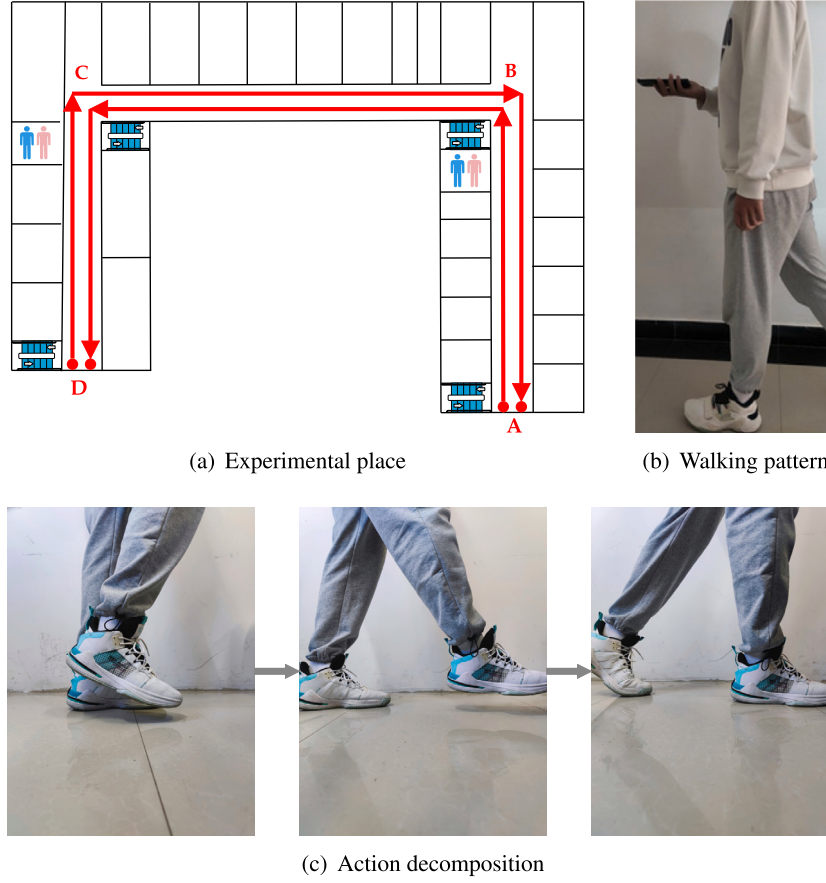 C
B
D
A
(a) Experimental place
(b) Walking pattern
(c) Action decomposition